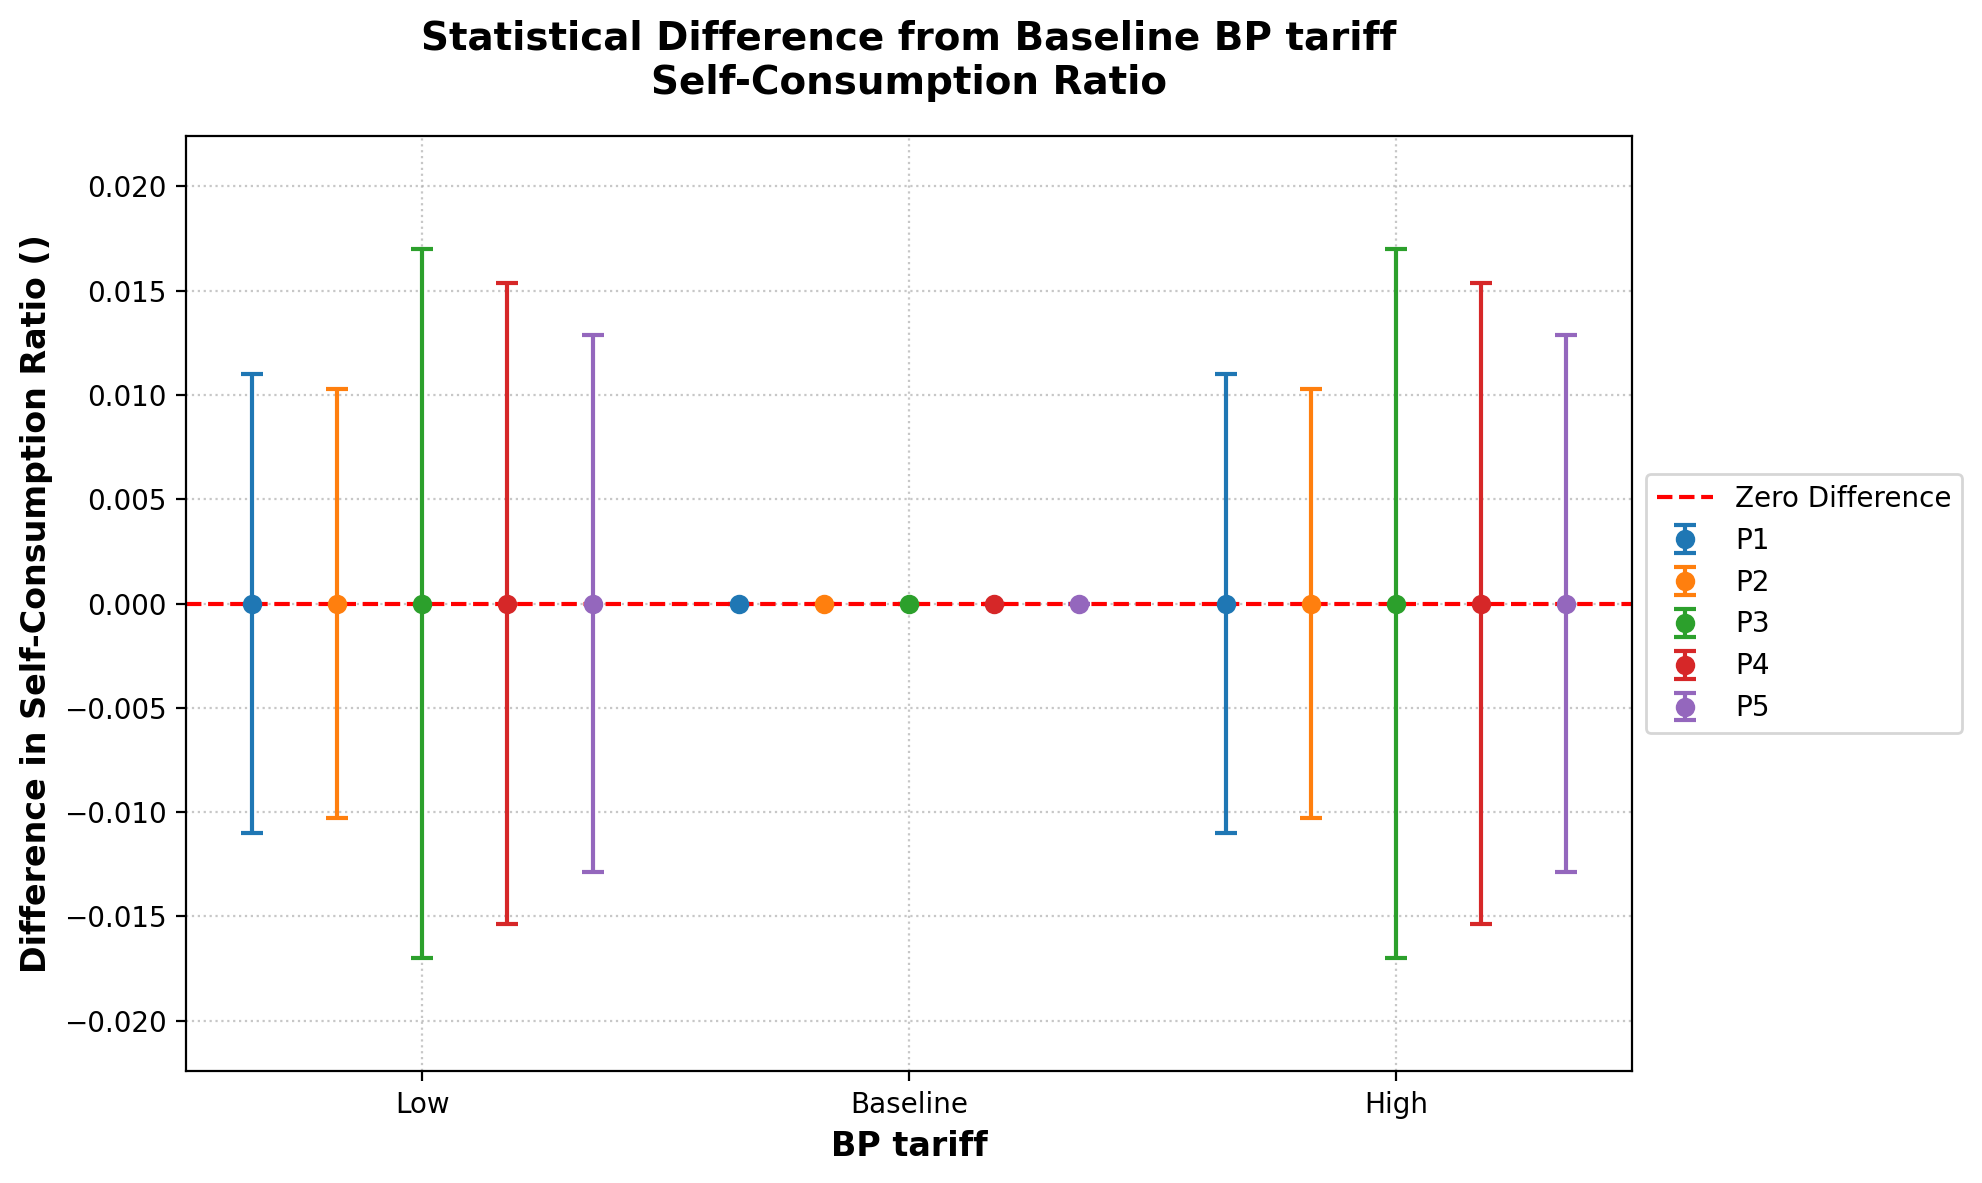 Statistical Difference from Baseline BP tariff
Self-Consumption Ratio
Difference in Self-Consumption Ratio ()
0.020
0.015
0.010
0.005
0.000
−0.005
−0.010
−0.015
−0.020
Low
Baseline
High
BP tariff
Zero Difference
P1
P2
P3
P4
P5